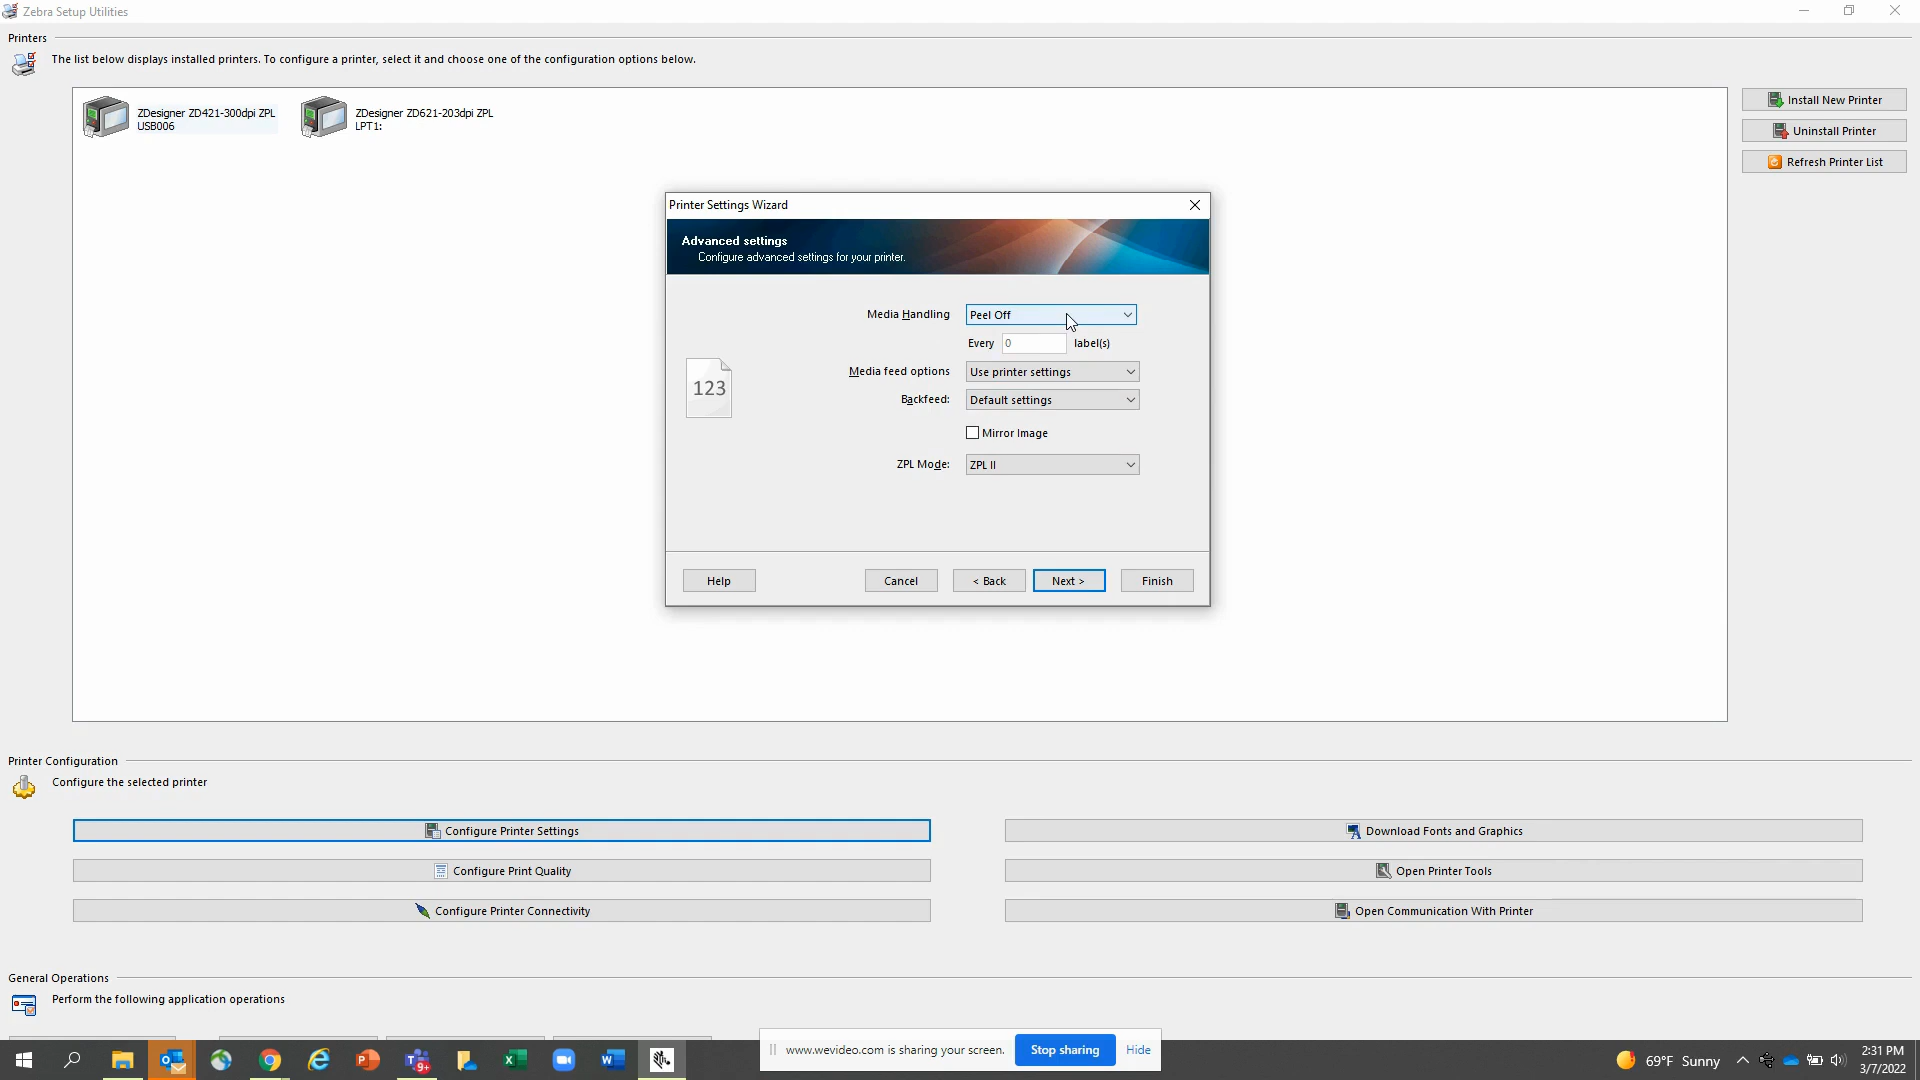 Zebra Setup Utilities
Printers
The list below displays installed printers. To configure a printer, select it and choose one of the configuration options below.
ZDesigner ZD421-300dpi ZPL
USB006
ZDesigner ZD621-203dpi ZPL
LPT1:
Install New Printer
Uninstall Printer
Refresh Printer List
Printer Settings Wizard
Advanced settings
Configure advanced settings for your printer.
Media Handling Peel Off
Every 0 label(s)
Media feed options Use printer settings
Backfeed: Default settings
123
Mirror Image
ZPL Mode: ZPL II
Help Cancel < Back Next > Finish
Printer Configuration
Configure the selected printer
Configure Printer Settings
Download Fonts and Graphics
Configure Print Quality
Open Printer Tools
Configure Printer Connectivity
Open Communication With Printer
General Operations
Perform the following application operations
www.wevideo.com is sharing your screen. Stop sharing Hide
9+
69°F Sunny
2:31 PM
3/7/2022